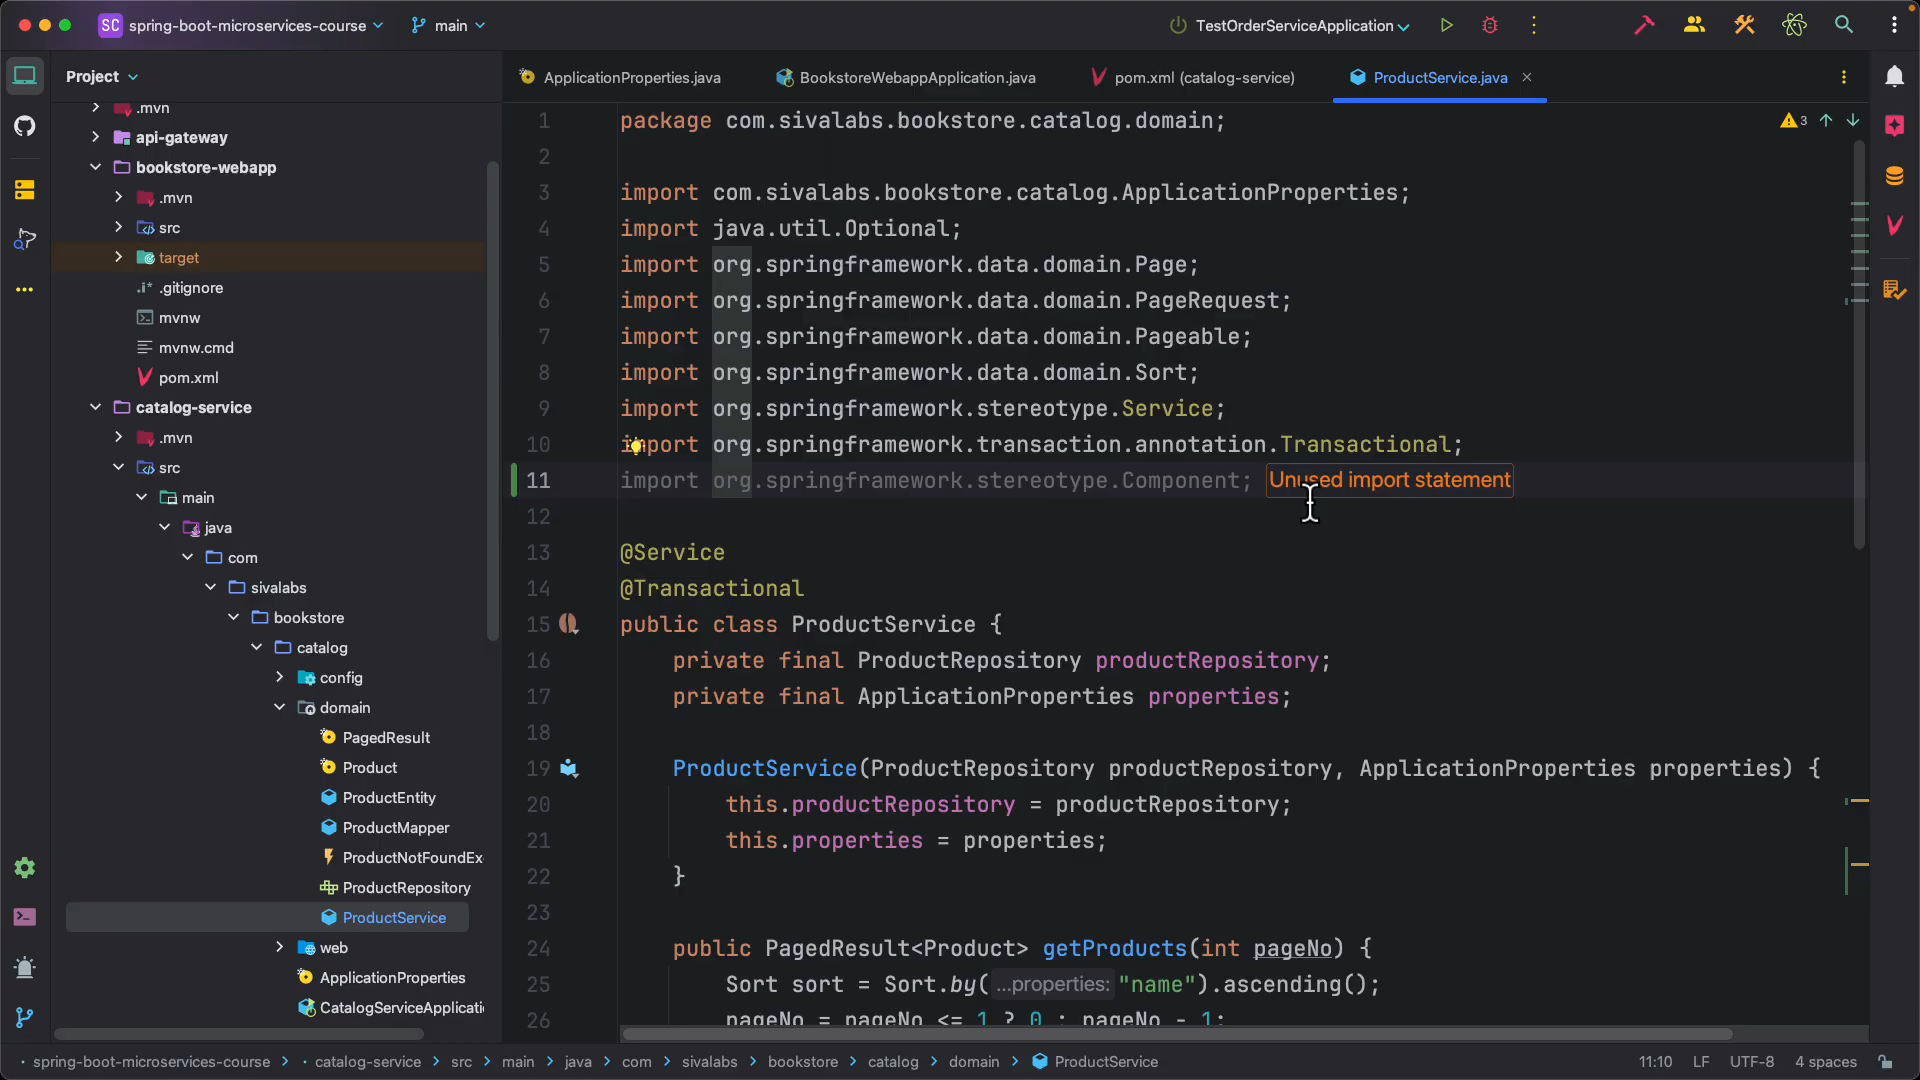 SC spring-boot-microservices-course main TestOrderServiceApplication
Project
ApplicationProperties.java BookstoreWebappApplication.java pom.xml (catalog-service) ProductService.java
.mvn
api-gateway
bookstore-webapp
.mvn
src
target
.gitignore
mvnw
mvnw.cmd
pom.xml
catalog-service
.mvn
src
main
java
com
sivalabs
bookstore
catalog
config
domain
PagedResult
Product
ProductEntity
ProductMapper
ProductNotFoundEx
ProductRepository
ProductService
web
ApplicationProperties
CatalogServiceApplicati
3
1 package com.sivalabs.bookstore.catalog.domain;
2
3 import com.sivalabs.bookstore.catalog.ApplicationProperties;
4 import java.util.Optional;
5 import org.springframework.data.domain.Page;
6 import org.springframework.data.domain.PageRequest;
7 import org.springframework.data.domain.Pageable;
8 import org.springframework.data.domain.Sort;
9 import org.springframework.stereotype.Service;
10 import org.springframework.transaction.annotation.Transactional;
11 import org.springframework.stereotype.Component; Unused import statement
12
13 @Service
14 @Transactional
15 public class ProductService {
16 private final ProductRepository productRepository;
17 private final ApplicationProperties properties;
18
19 ProductService(ProductRepository productRepository, ApplicationProperties properties) {
20 this.productRepository = productRepository;
21 this.properties = properties;
22 }
23
24 public PagedResult<Product> getProducts(int pageNo) {
25 Sort sort = Sort.by( ...properties: "name").ascending();
26 pageNo = pageNo <= 1 ? 0 : pageNo - 1;
spring-boot-microservices-course > catalog-service > src > main > java > com > sivalabs > bookstore > catalog > domain > ProductService 11:10 LF UTF-8 4 spaces